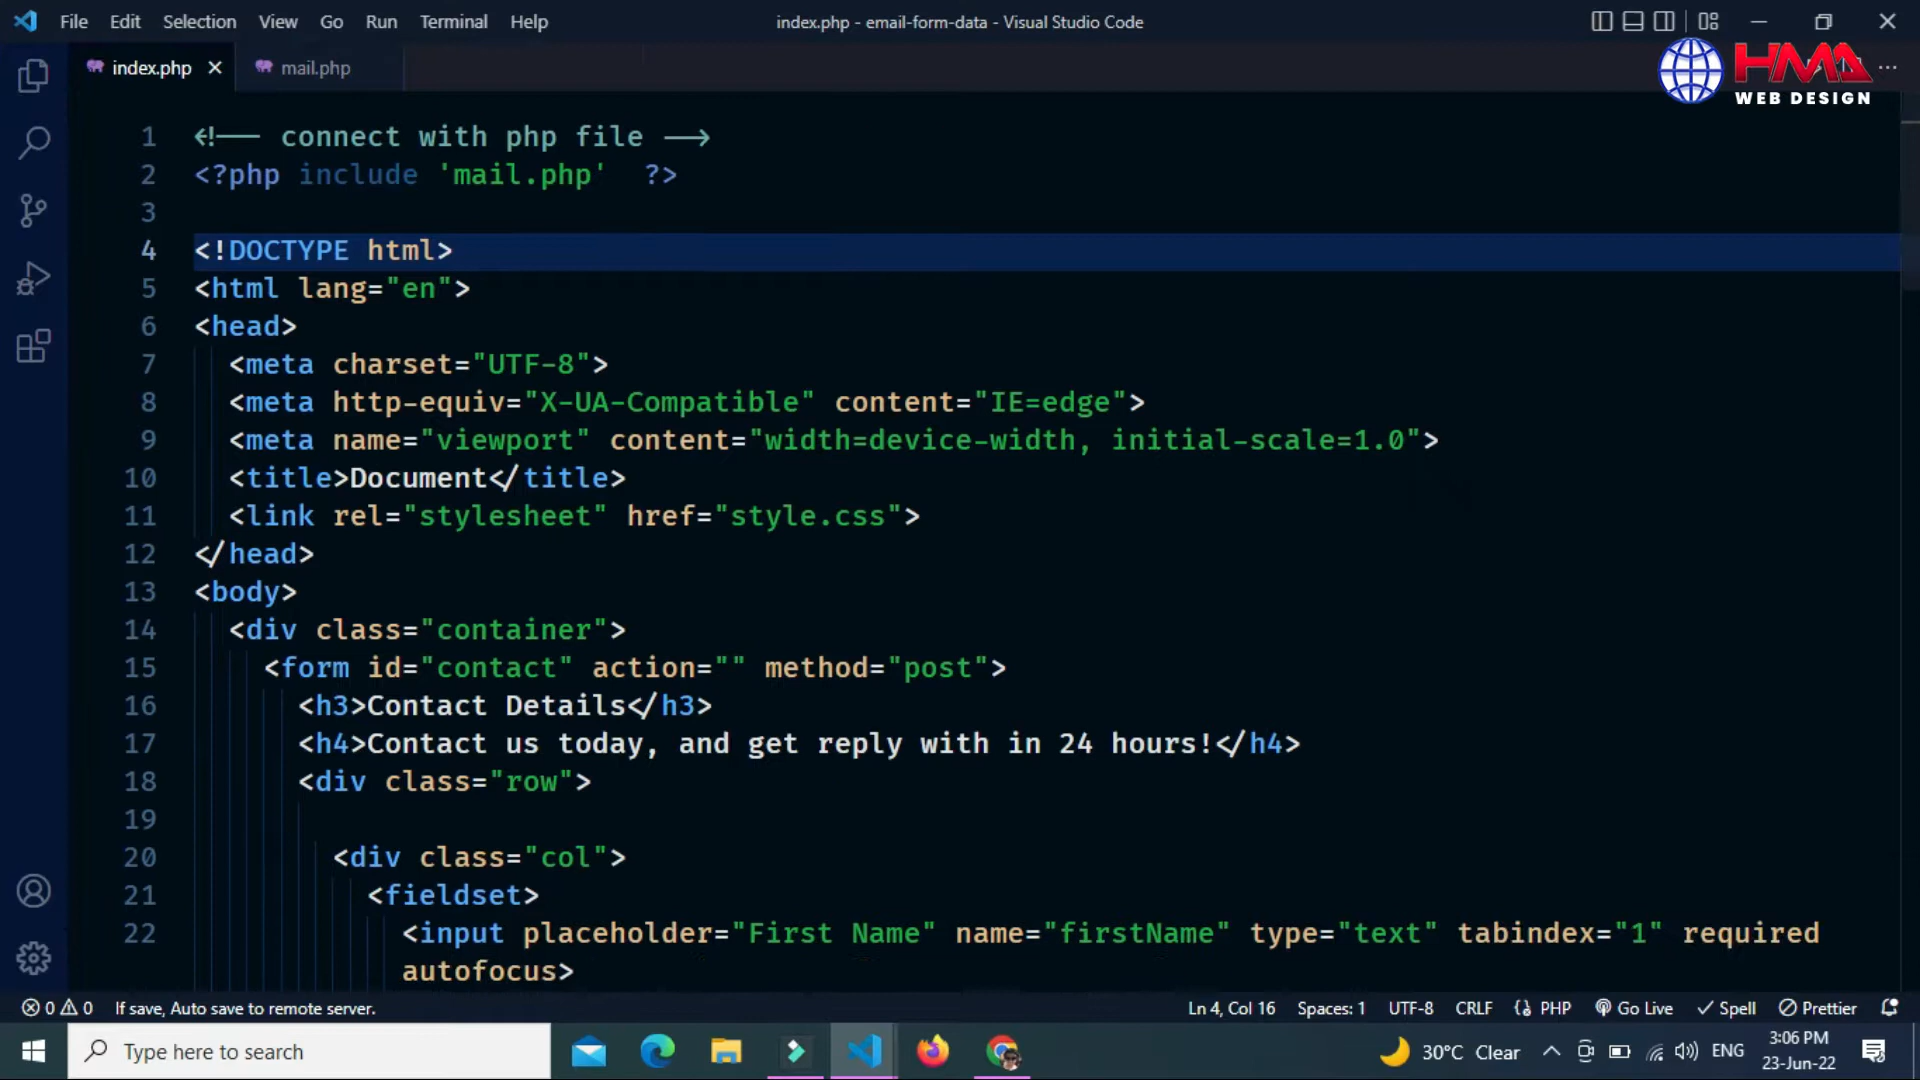 File Edit Selection View Go Run Terminal Help
index.php - email-form-data - Visual Studio Code
index.php
mail.php
HMA
WEB DESIGN
1 <!-- connect with php file -->
2 <?php include 'mail.php'  ?>
3
4 <!DOCTYPE html>
5 <html lang="en">
6 <head>
7 <meta charset="UTF-8">
8 <meta http-equiv="X-UA-Compatible" content="IE=edge">
9 <meta name="viewport" content="width=device-width, initial-scale=1.0">
10 <title>Document</title>
11 <link rel="stylesheet" href="style.css">
12 </head>
13 <body>
14 <div class="container">
15 <form id="contact" action="" method="post">
16 <h3>Contact Details</h3>
17 <h4>Contact us today, and get reply with in 24 hours!</h4>
18 <div class="row">
19
20 <div class="col">
21 <fieldset>
22 <input placeholder="First Name" name="firstName" type="text" tabindex="1" required
autofocus>
0 0 If save, Auto save to remote server. Ln 4, Col 16 Spaces: 1 UTF-8 CRLF PHP Go Live Spell Prettier
Type here to search
30°C Clear ENG
3:06 PM
23-Jun-22